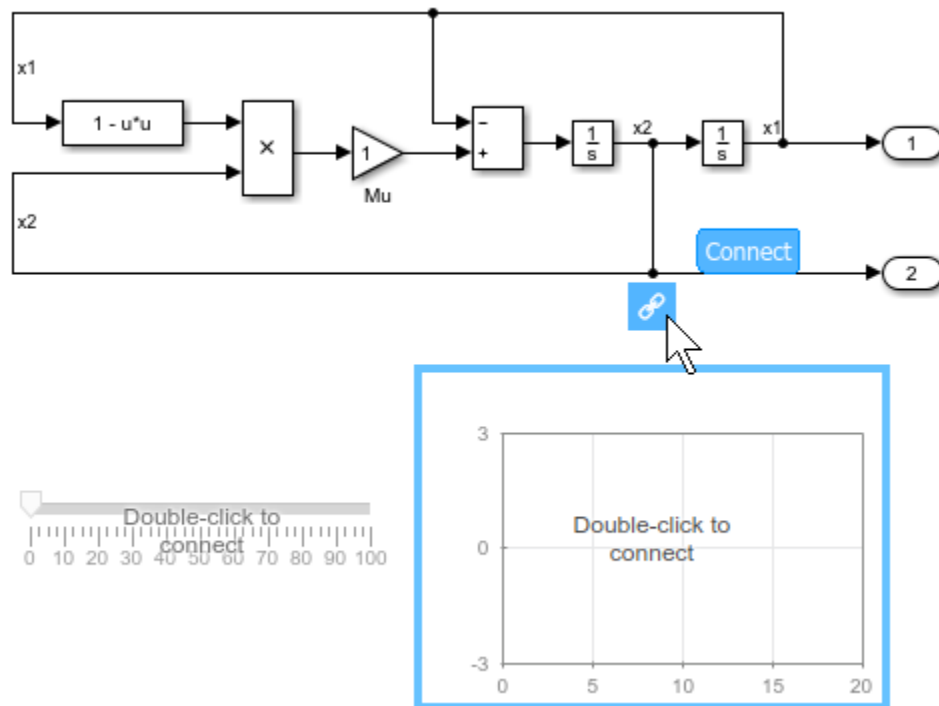 x1
1 - u*u
×
1
Mu
−
+
1
s
x2
1
s
x1
1
x2
Connect
2
Double-click to
connect
0 10 20 30 40 50 60 70 80 90 100
3
0
-3
Double-click to
connect
0 5 10 15 20